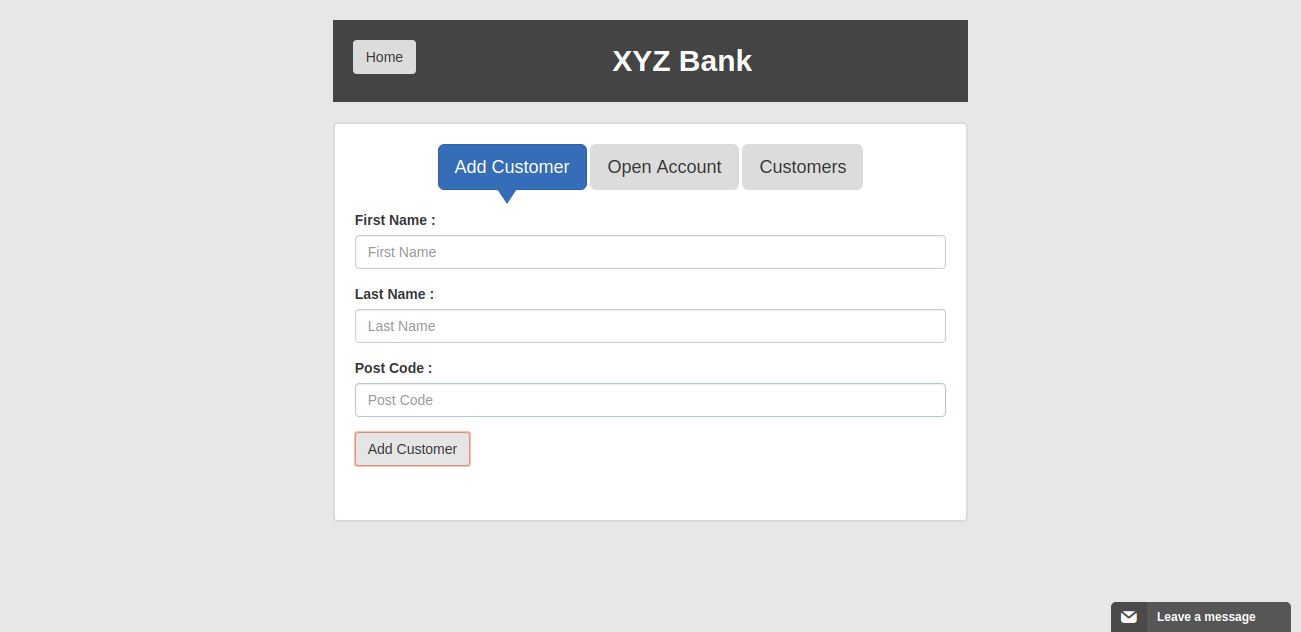 Home
XYZ Bank
Add Customer
Open Account
Customers
First Name :
First Name
Last Name :
Last Name
Post Code :
Post Code
Add Customer
Leave a message